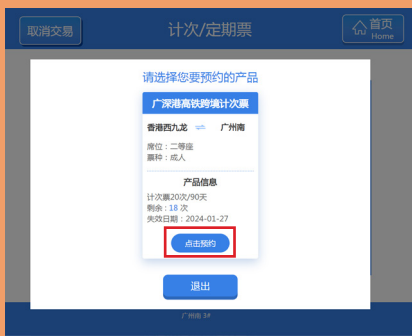 取消交易
计次/定期票
首页
Home
请选择您要预约的产品
广深港高铁跨境计次票
香港西九龙 ⇌ 广州南
席位：二等座
票种：成人
产品信息
计次票20次/90天
剩余：18 次
失效日期：2024-01-27
点击预约
退出
广州南 3#